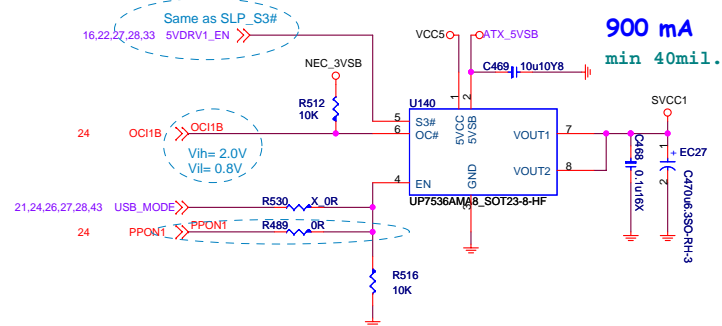 Same as SLP_S3#
16,22,27,28,33 5VDRV1_EN
VCC5
ATX_5VSB
900 mA
min 40mil.
NEC_3VSB
C469 10u10Y8
R512
10K
U140
SVCC1
24 OCI1B OCI1B
5 S3#
6 OC#
1 5VCC
2 5VSB
VOUT1 7
VOUT2 8
4 EN
GND
3
Vih= 2.0V
Vil= 0.8V
C468 0.1u16X
1
+ EC27
2
C470u6.3SO-RH-3
UP7536AMA8_SOT23-8-HF
21,24,26,27,28,43 USB_MODE R530 X_0R
24 PPON1 PPON1 R489 0R
R516
10K